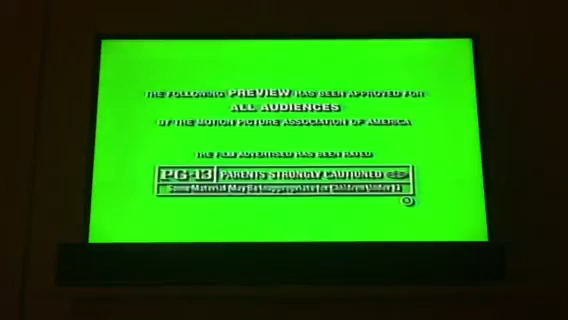 THE FOLLOWING PREVIEW HAS BEEN APPROVED FOR
ALL AUDIENCES
BY THE MOTION PICTURE ASSOCIATION OF AMERICA
THE FILM ADVERTISED HAS BEEN RATED
PG-13 PARENTS STRONGLY CAUTIONED
Some Material May Be Inappropriate for Children Under 13